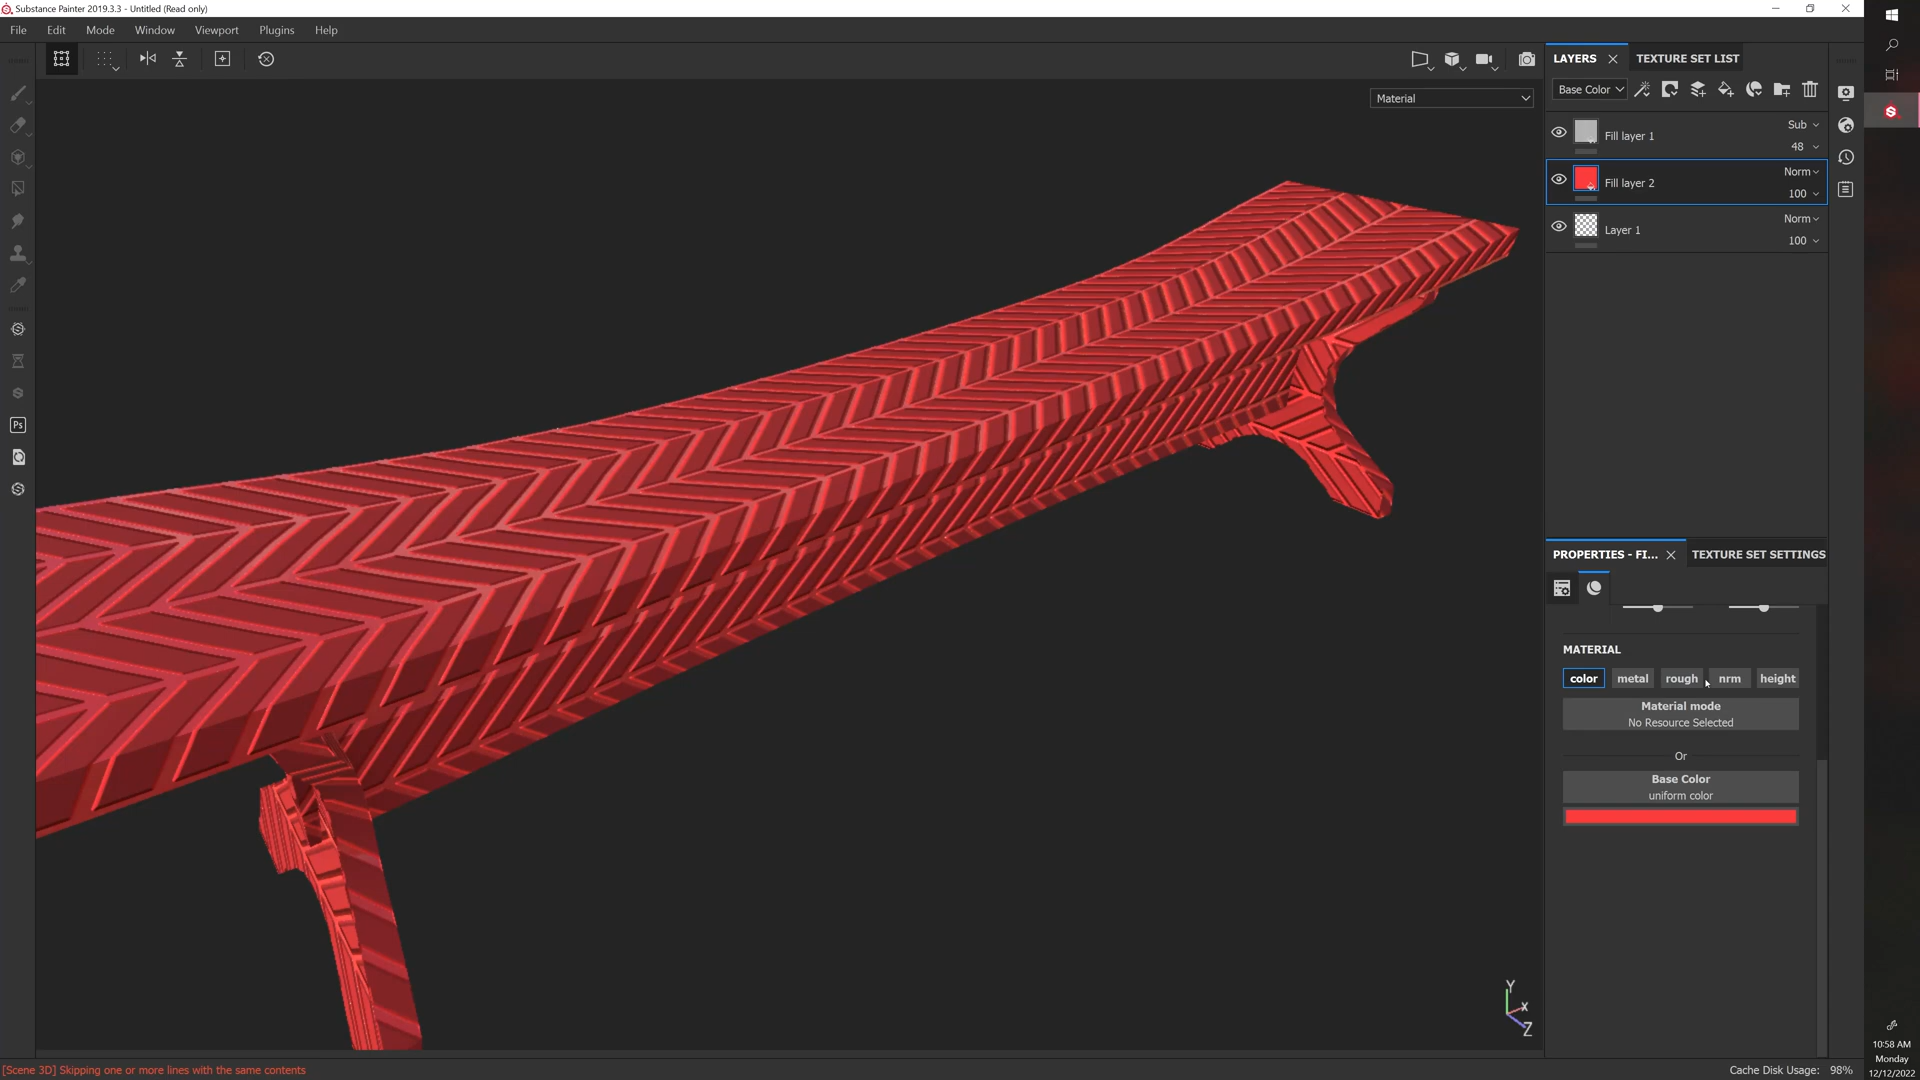 Substance Painter 2019.3.3 - Untitled (Read only)
File Edit Mode Window Viewport Plugins Help
LAYERS TEXTURE SET LIST
Base Color
Material
Fill layer 1
Sub
48
Fill layer 2
Norm
100
Layer 1
Norm
100
Ps
PROPERTIES - FI... TEXTURE SET SETTINGS
MATERIAL
color metal rough nrm height
Material mode
No Resource Selected
Or
Base Color
uniform color
Y
X
Z
[Scene 3D] Skipping one or more lines with the same contents
Cache Disk Usage: 98%
10:58 AM
Monday
12/12/2022